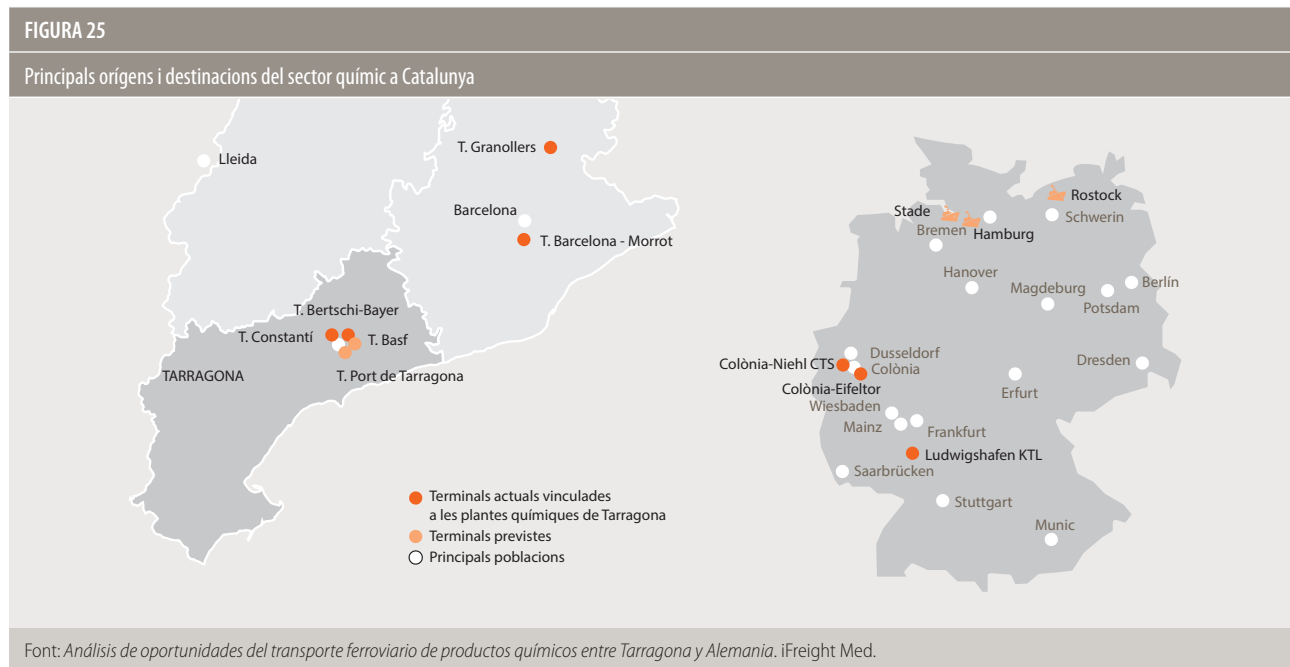 FIGURA 25
Principals orígens i destinacions del sector químic a Catalunya
Lleida
T. Granollers
Barcelona
T. Barcelona - Morrot
T. Bertschi-Bayer
T. Constantí
T. Basf
TARRAGONA
T. Port de Tarragona
Terminals actuals vinculades
a les plantes químiques de Tarragona
Terminals previstes
Principals poblacions
Rostock
Stade
Schwerin
Bremen
Hamburg
Hanover
Berlín
Magdeburg
Potsdam
Dusseldorf
Colònia-Niehl CTS
Colònia
Dresden
Colònia-Eifeltor
Erfurt
Wiesbaden
Mainz
Frankfurt
Ludwigshafen KTL
Saarbrücken
Stuttgart
Munic
Font: Análisis de oportunidades del transporte ferroviario de productos químicos entre Tarragona y Alemania. iFreight Med.